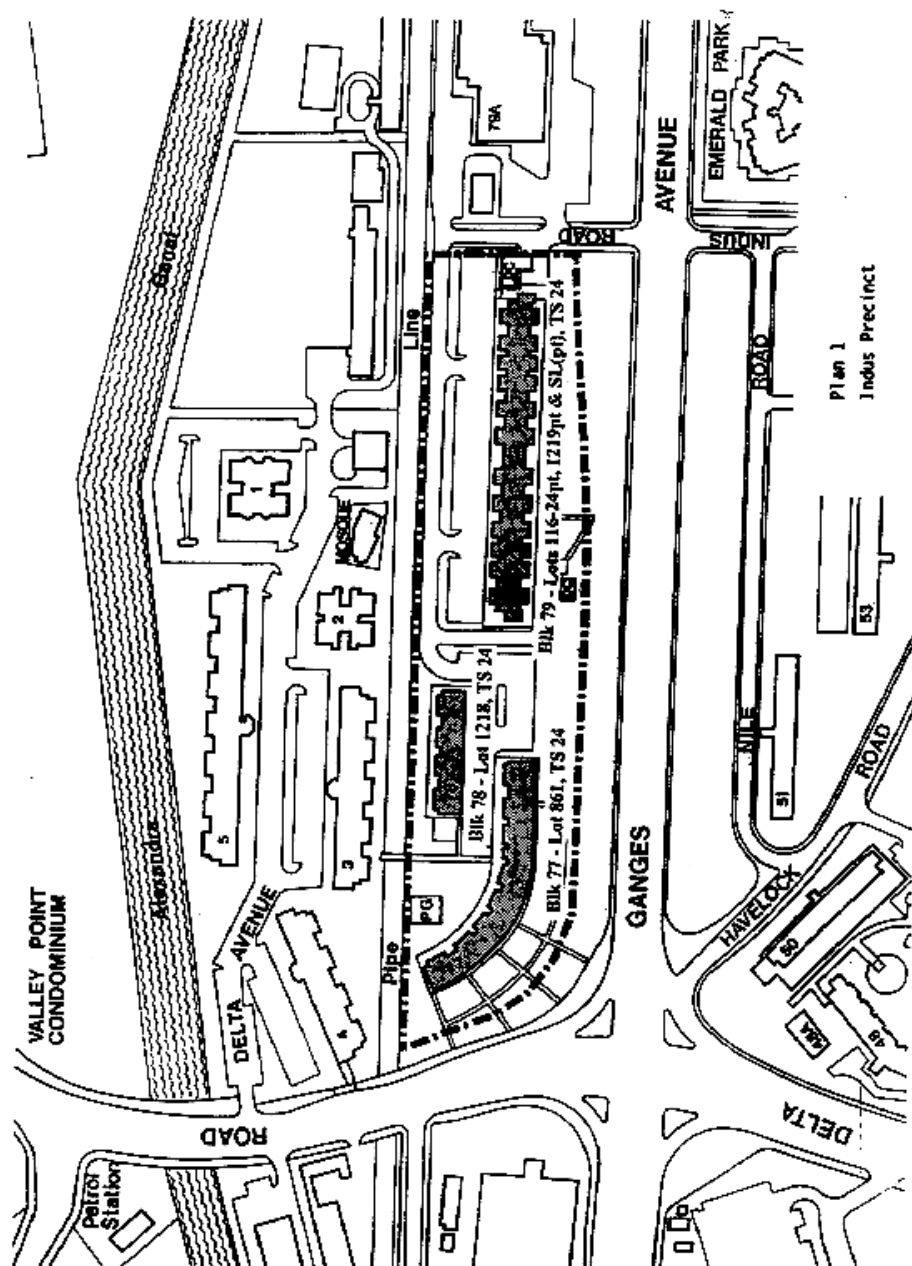 VALLEY POINT
CONDOMINIUM
Petrol
Station
Alexandra
Canal
DELTA
AVENUE
ROAD
5
4
3
2
1
MOSQUE
Pipe
Line
PG
Blk 78 - Lot 1218, TS 24
Blk 77 - Lot 861, TS 24
Blk 79 - Lots 116-24pt, 1219pt & SL(pt), TS 24
79A
ROAD
INDUS
GANGES
AVENUE
EMERALD PARK
DELTA
HAVELOCK
ROAD
NILE
ROAD
50
48A
48
51
53
Plan 1
Indus Precinct